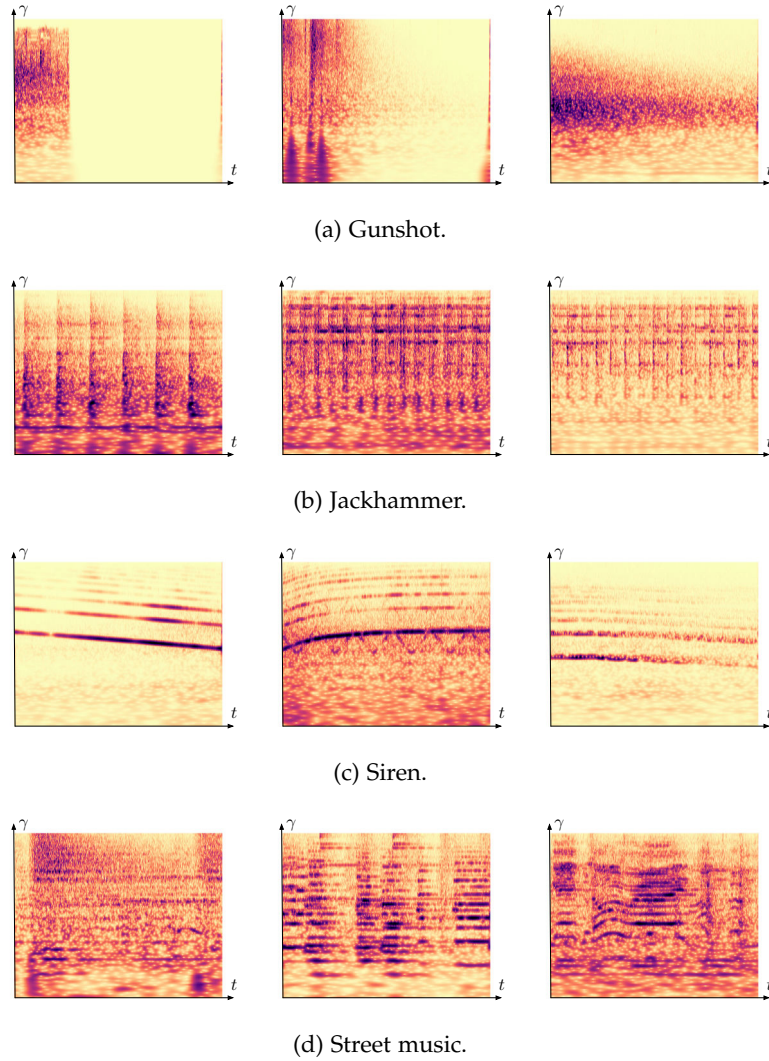 γ γ γ
t t t
(a) Gunshot.
γ γ γ
t t t
(b) Jackhammer.
γ γ γ
t t t
(c) Siren.
γ γ γ
t t t
(d) Street music.